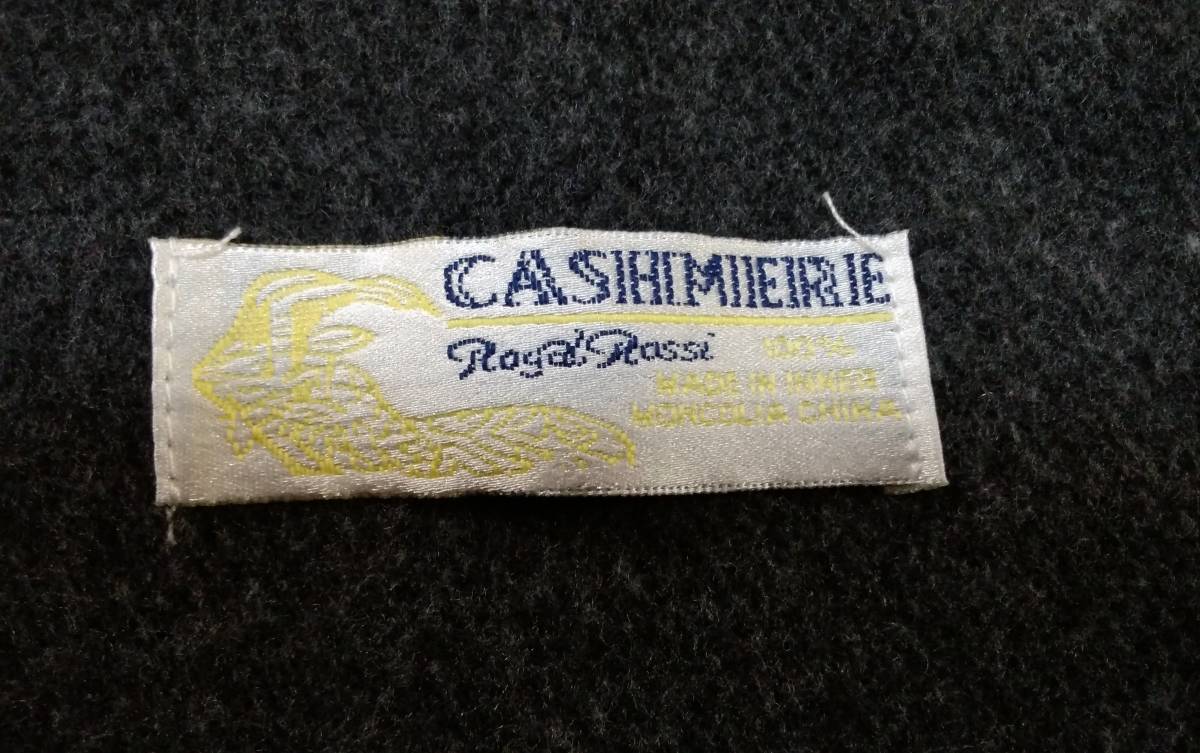 CASHMERE
Royal Rossi 100%
MADE IN INNER
MONGOLIA CHINA